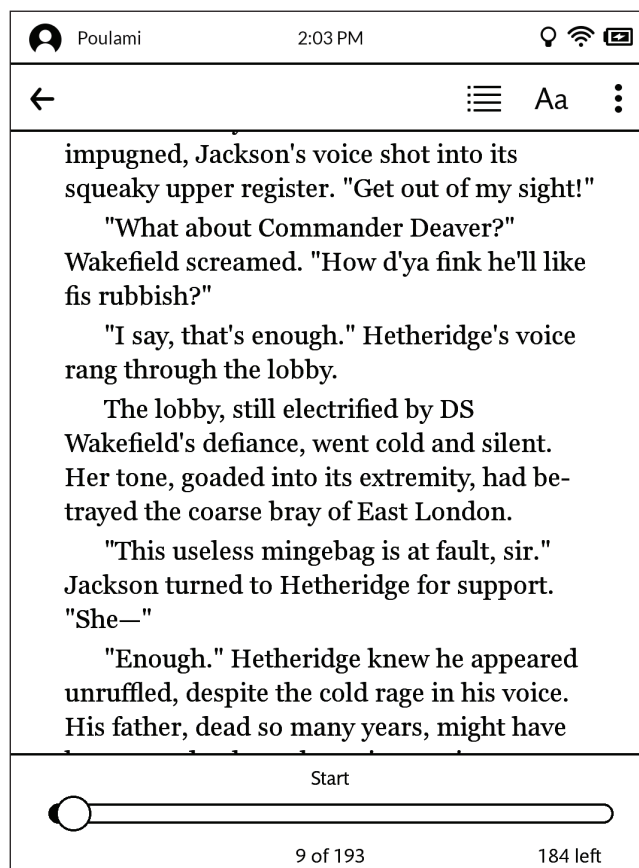 Poulami 2:03 PM
Aa
impugned, Jackson's voice shot into its
squeaky upper register. "Get out of my sight!"
"What about Commander Deaver?"
Wakefield screamed. "How d'ya fink he'll like
fis rubbish?"
"I say, that's enough." Hetheridge's voice
rang through the lobby.
The lobby, still electrified by DS
Wakefield's defiance, went cold and silent.
Her tone, goaded into its extremity, had be-
trayed the coarse bray of East London.
"This useless mingebag is at fault, sir."
Jackson turned to Hetheridge for support.
"She—"
"Enough." Hetheridge knew he appeared
unruffled, despite the cold rage in his voice.
His father, dead so many years, might have
Start
9 of 193 184 left